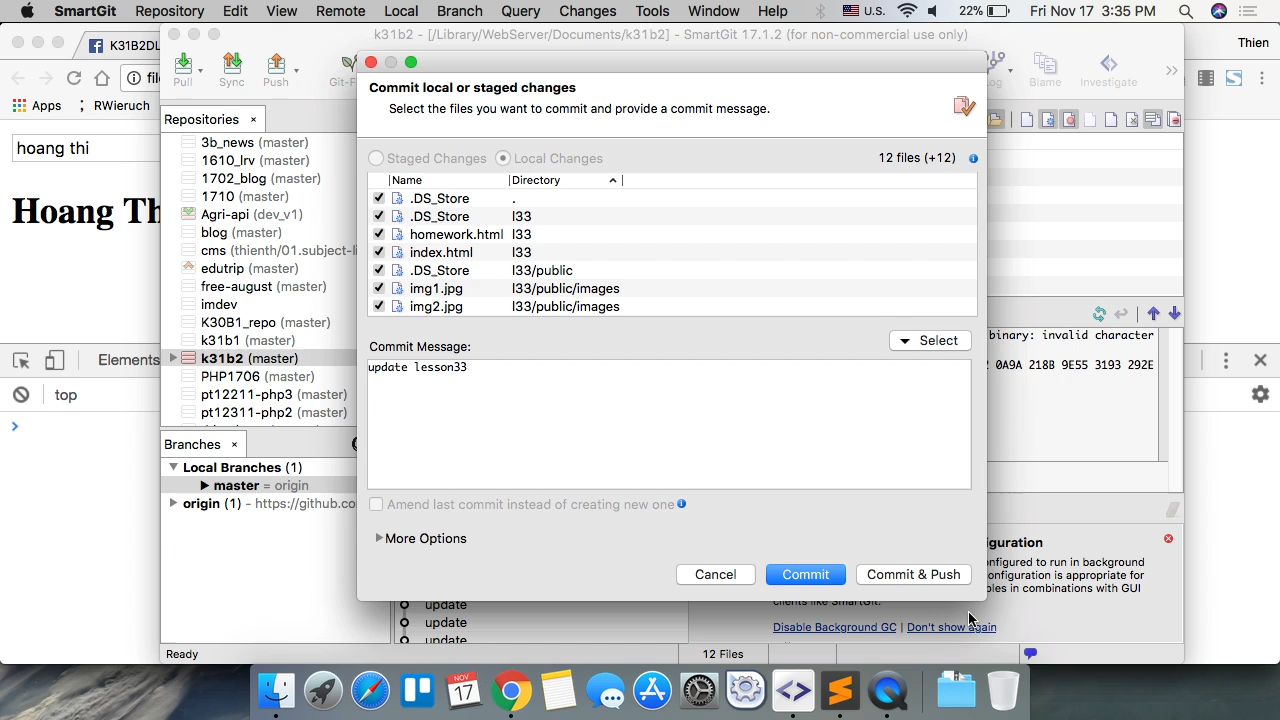 SmartGit Repository Edit View Remote Local Branch Query Changes Tools Window Help U.S. 22% Fri Nov 17 3:35 PM
K31B2DL
k31b2 - [/Library/WebServer/Documents/k31b2] - SmartGit 17.1.2 (for non-commercial use only)
Thien
Pull Sync Push Git-F Blame Investigate
Apps RWieruch
Commit local or staged changes
Select the files you want to commit and provide a commit message.
Repositories
hoang thi
Hoang Th
3b_news (master)
1610_lrv (master)
1702_blog (master)
1710 (master)
Agri-api (dev_v1)
blog (master)
cms (thienth/01.subject-li
edutrip (master)
free-august (master)
imdev
K30B1_repo (master)
k31b1 (master)
k31b2 (master)
PHP1706 (master)
pt12211-php3 (master)
pt12311-php2 (master)
Staged Changes Local Changes 12 files (+12)
Name Directory
.DS_Store .
.DS_Store l33
homework.html l33
index.html l33
.DS_Store l33/public
img1.jpg l33/public/images
img2.jpg l33/public/images
Commit Message: Select
update lesson33
Amend last commit instead of creating new one
More Options
Cancel Commit Commit & Push
binary: invalid character
0A9A 218B 9E55 3193 292E
Elements
top
Branches
Local Branches (1)
master = origin
origin (1) - https://github.co
update
update
update
guration
onfigured to run in background
onfiguration is appropriate for
bles in combinations with GUI
clients like SmartGit.
Disable Background GC | Don't show again
Ready 12 Files
NOV
17